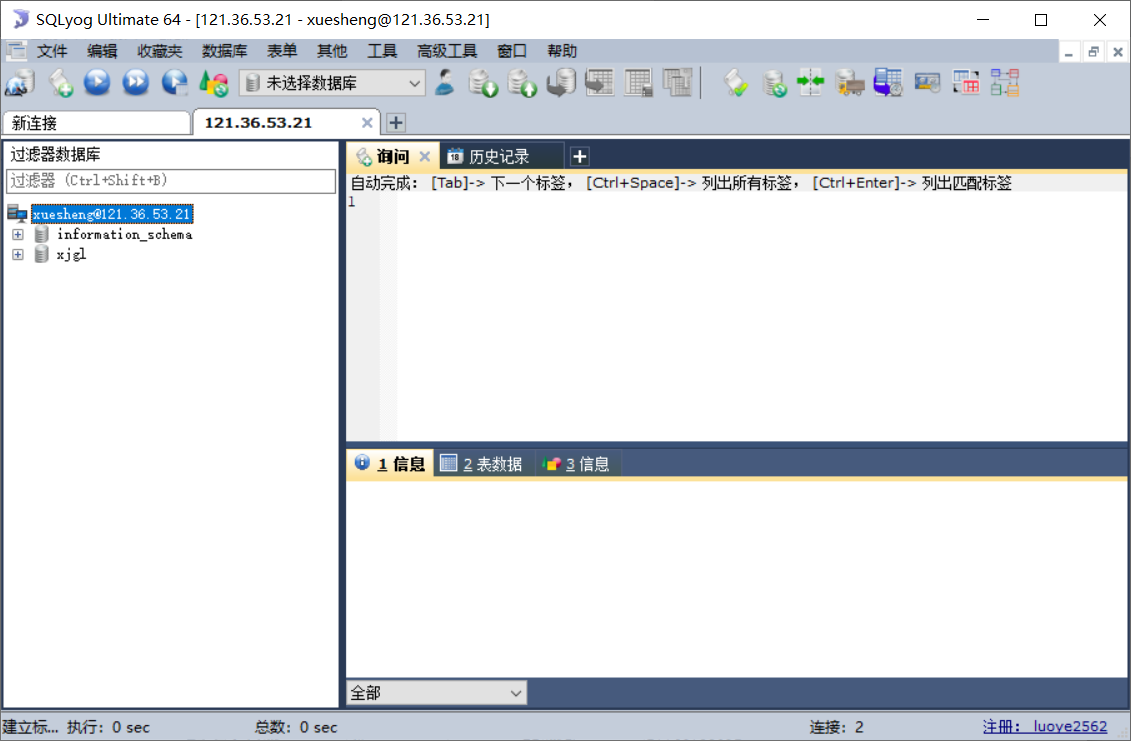 SQLyog Ultimate 64 - [121.36.53.21 - xuesheng@121.36.53.21]
文件 编辑 收藏夹 数据库 表单 其他 工具 高级工具 窗口 帮助
未选择数据库
新连接 121.36.53.21
过滤器数据库
过滤器 (Ctrl+Shift+B)
xuesheng@121.36.53.21
information_schema
xjgl
询问 18 历史记录
自动完成: [Tab]-> 下一个标签, [Ctrl+Space]-> 列出所有标签, [Ctrl+Enter]-> 列出匹配标签
1
1 信息 2 表数据 3 信息
全部
建立标... 执行: 0 sec 总数: 0 sec 连接: 2 注册: luoye2562